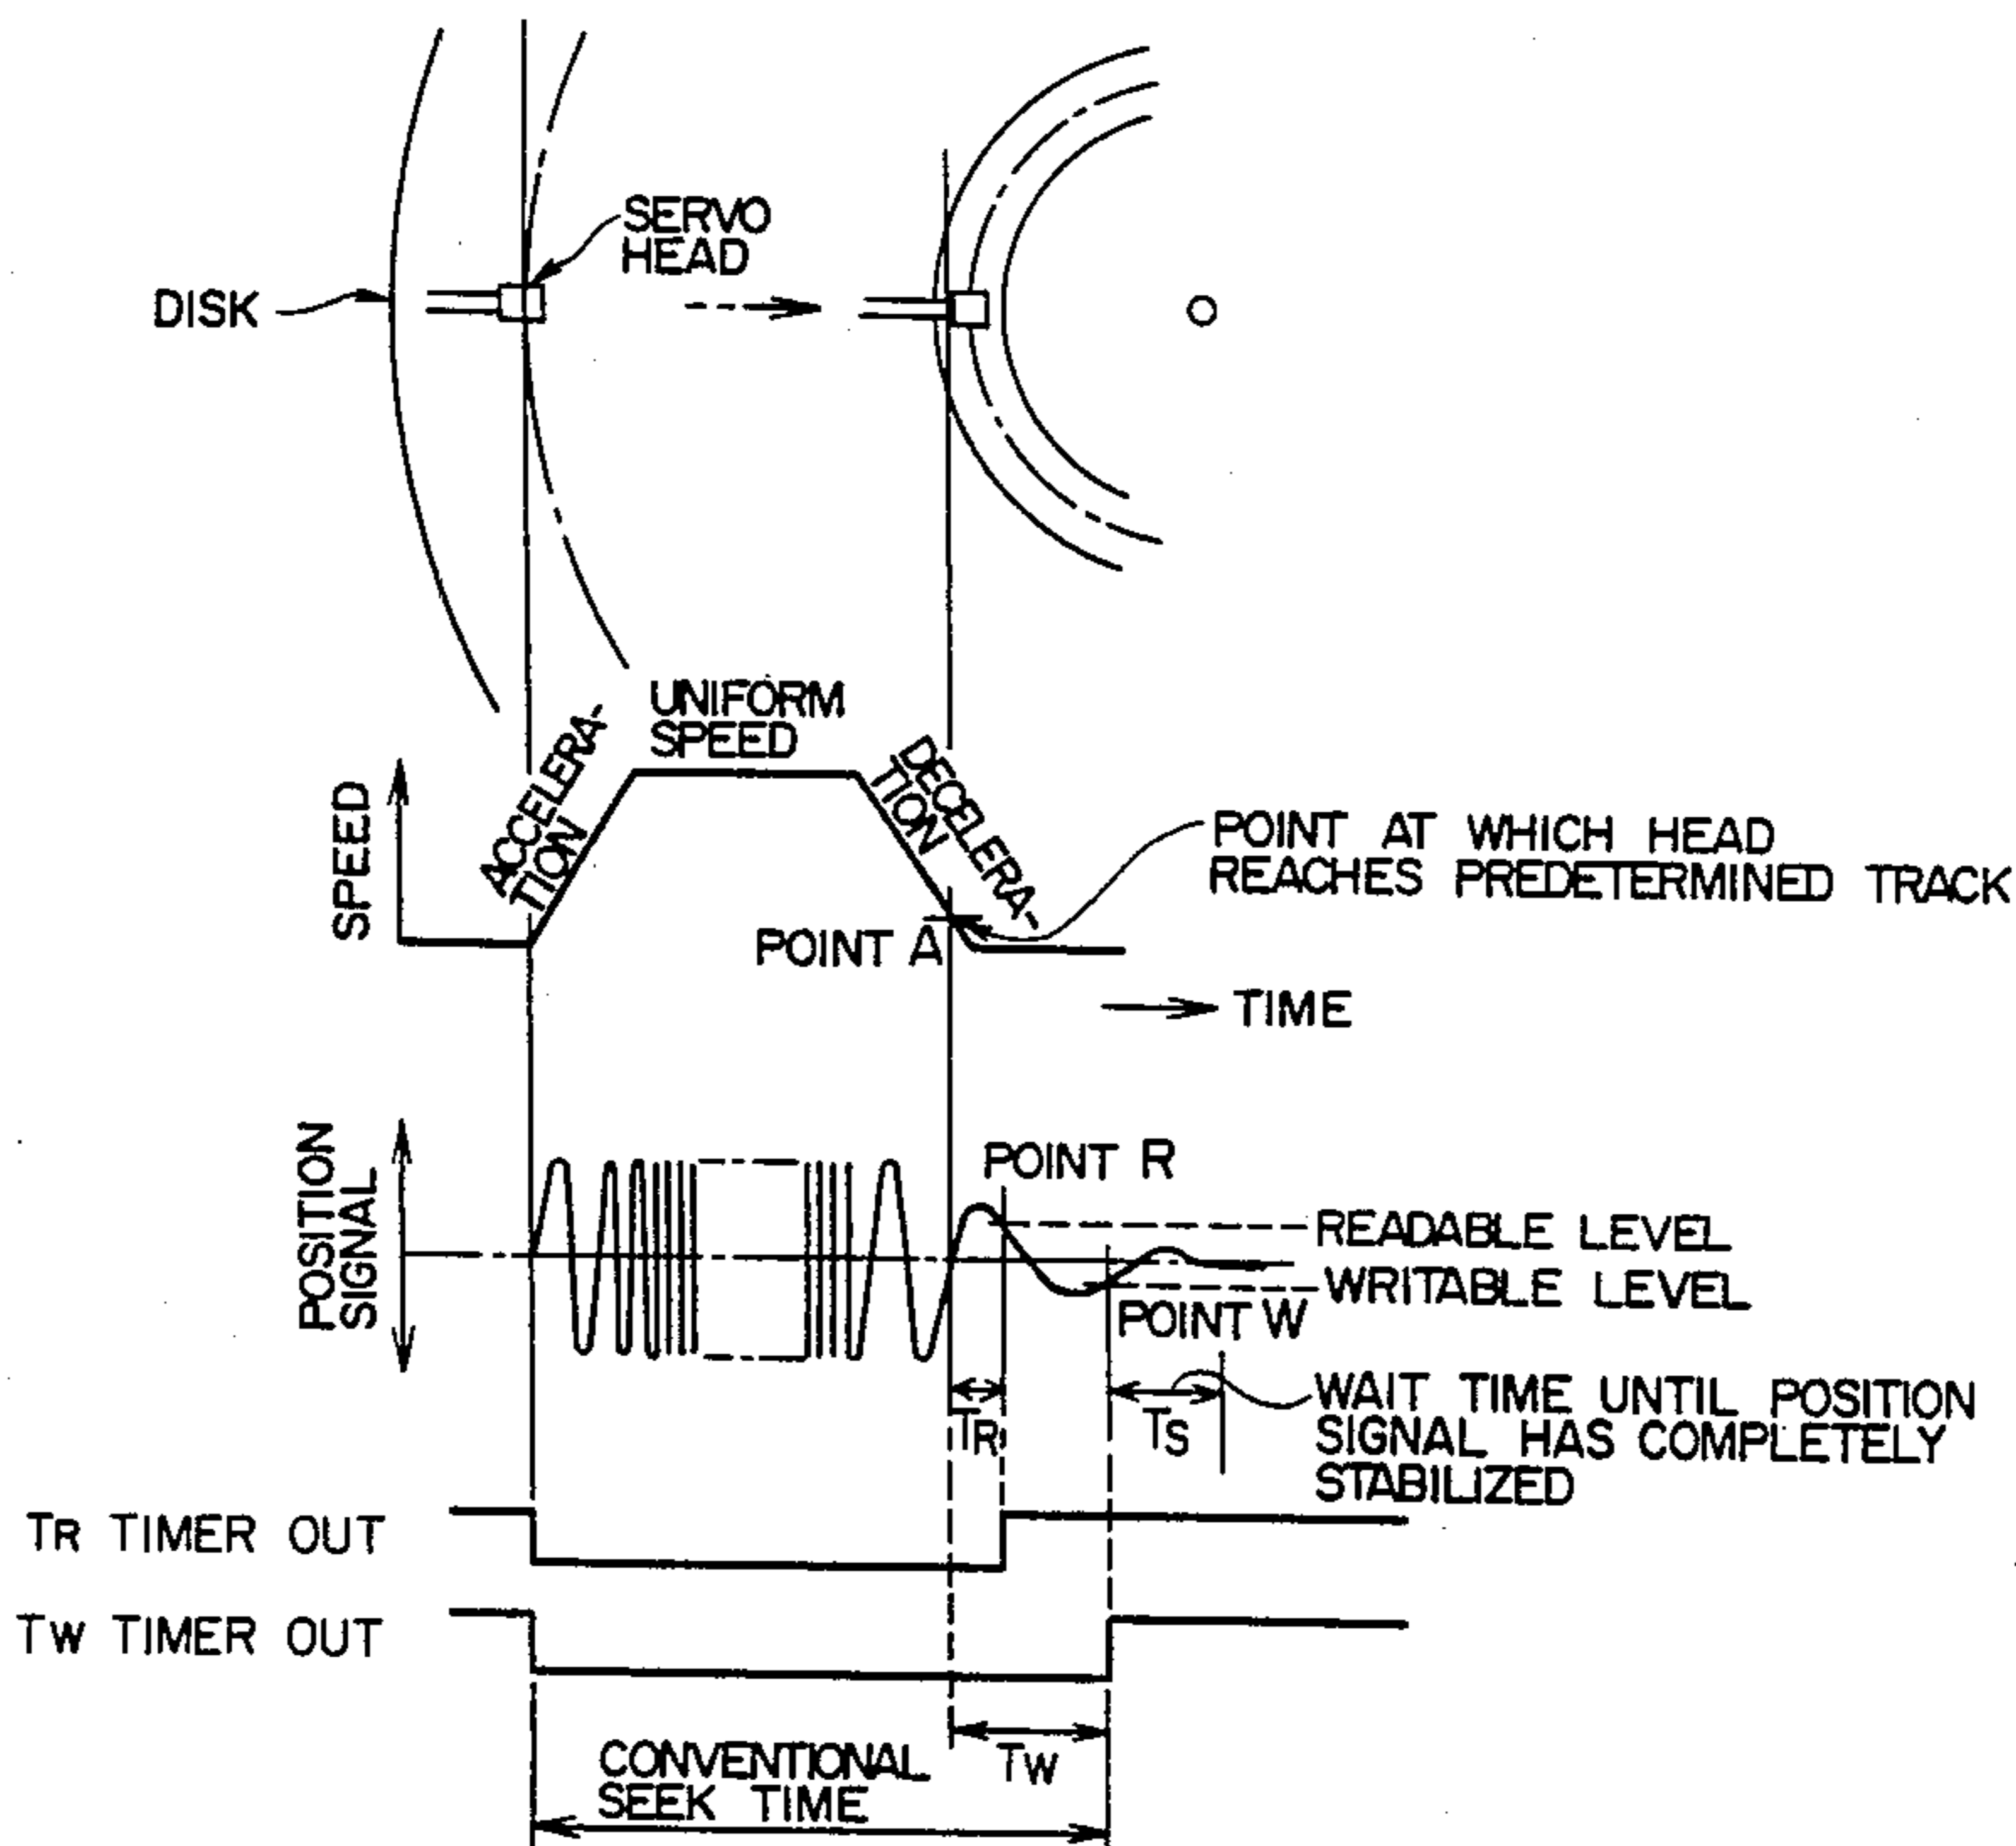 SERVO
HEAD
DISK
UNIFORM
SPEED
ACCELERA-
TION
DECELERA-
TION
SPEED
POINT AT WHICH HEAD
REACHES PREDETERMINED TRACK
POINT A
TIME
POSITION
SIGNAL
POINT R
READABLE LEVEL
WRITABLE LEVEL
POINT W
TR
TS
WAIT TIME UNTIL POSITION
SIGNAL HAS COMPLETELY
STABILIZED
TR TIMER OUT
TW TIMER OUT
TW
CONVENTIONAL
SEEK TIME